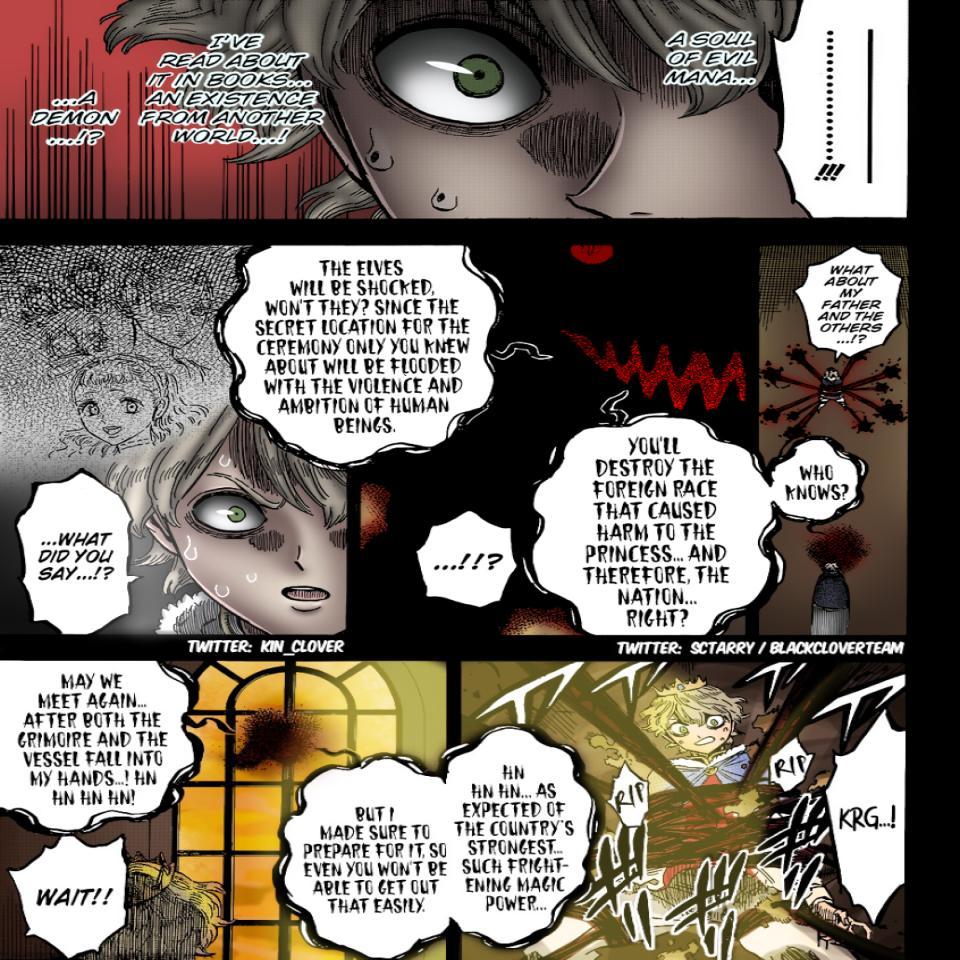 !!!
A SOUL
OF EVIL
MANA...
I'VE
READ ABOUT
IT IN BOOKS...
AN EXISTENCE
FROM ANOTHER
WORLD...!
...A
DEMON
...!?
WHAT
ABOUT
MY
FATHER
AND THE
OTHERS
...!?
WHO
KNOWS?
YOU'LL
DESTROY THE
FOREIGN RACE
THAT CAUSED
HARM TO THE
PRINCESS... AND
THEREFORE, THE
NATION...
RIGHT?
...!!?
THE ELVES
WILL BE SHOCKED,
WON'T THEY? SINCE THE
SECRET LOCATION FOR THE
CEREMONY ONLY YOU KNEW
ABOUT WILL BE FLOODED
WITH THE VIOLENCE AND
AMBITION OF HUMAN
BEINGS.
...WHAT
DID YOU
SAY...!?
TWITTER: KIN_CLOVER
TWITTER: SCTARRY / BLACKCLOVERTEAM
KRG...!
RIP
RIP
HN
HN HN... AS
EXPECTED OF
THE COUNTRY'S
STRONGEST...
SUCH FRIGHT-
ENING MAGIC
POWER...
BUT I
MADE SURE TO
PREPARE FOR IT, SO
EVEN YOU WON'T BE
ABLE TO GET OUT
THAT EASILY.
MAY WE
MEET AGAIN...
AFTER BOTH THE
GRIMOIRE AND THE
VESSEL FALL INTO
MY HANDS...! HN
HN HN HN!
WAIT!!